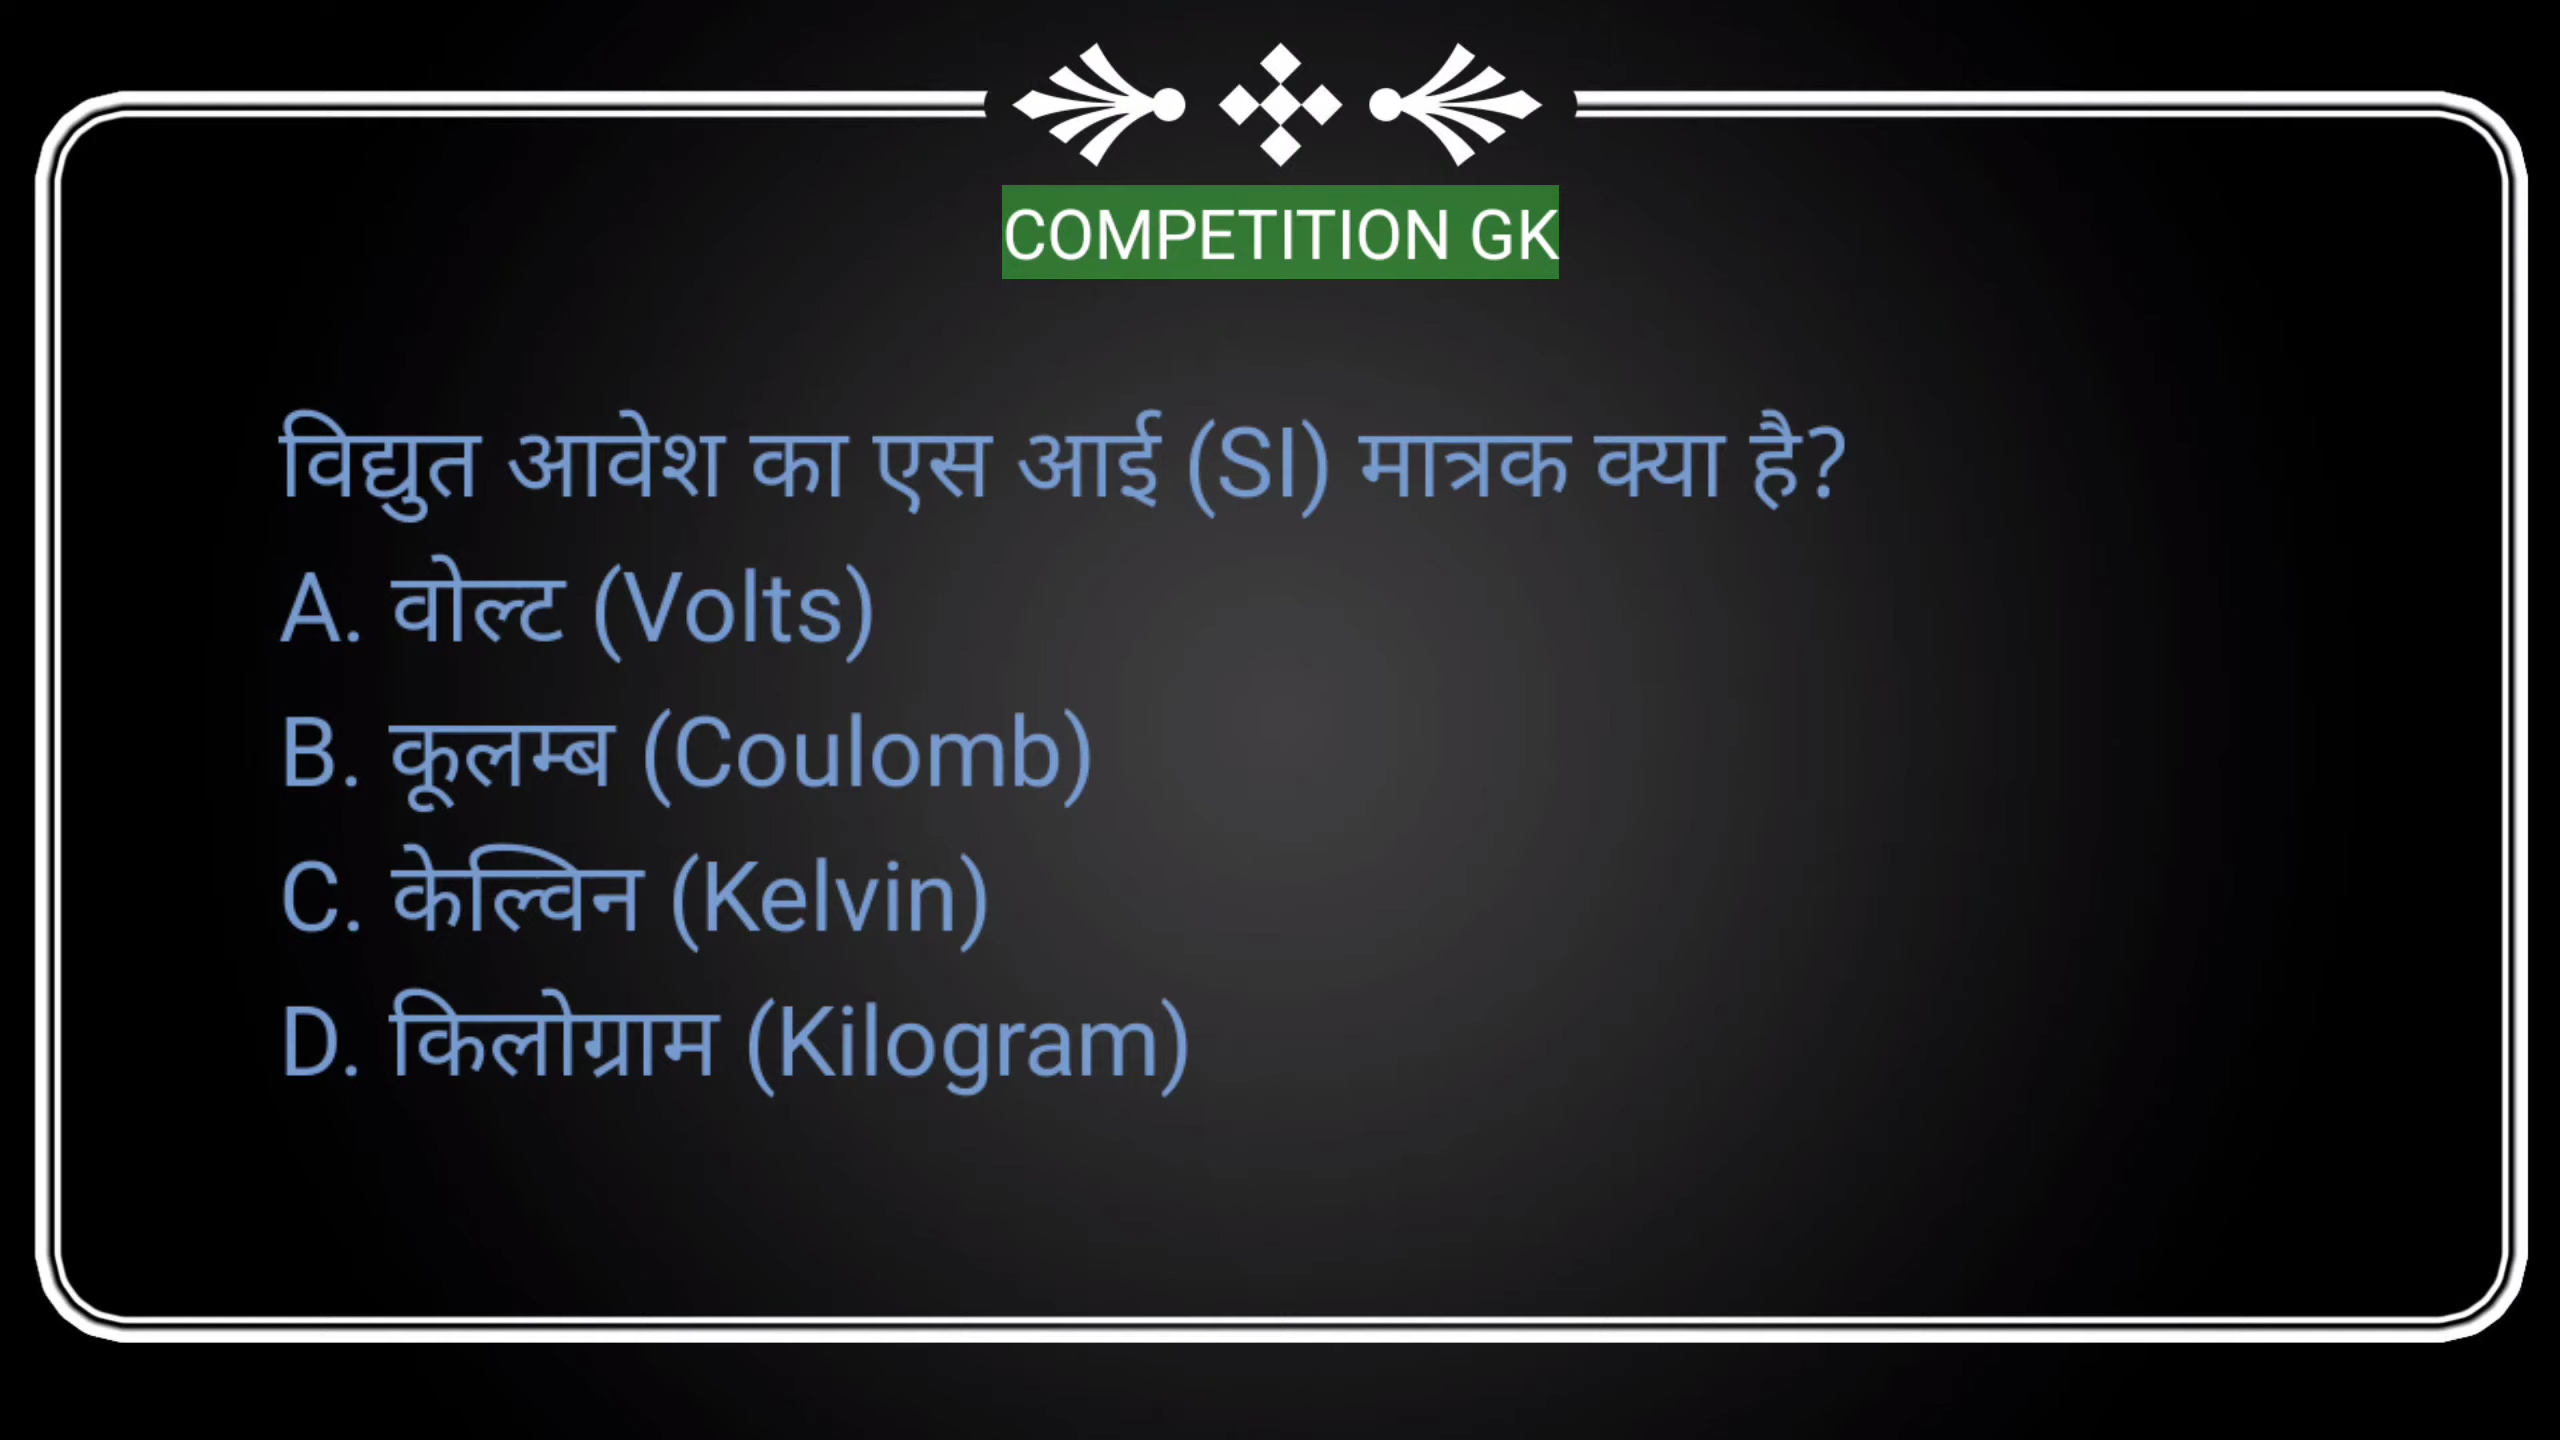 COMPETITION GK
विद्युत आवेश का एस आई (SI) मात्रक क्या है?
A. वोल्ट (Volts)
B. कूलम्ब (Coulomb)
C. केल्विन (Kelvin)
D. किलोग्राम (Kilogram)